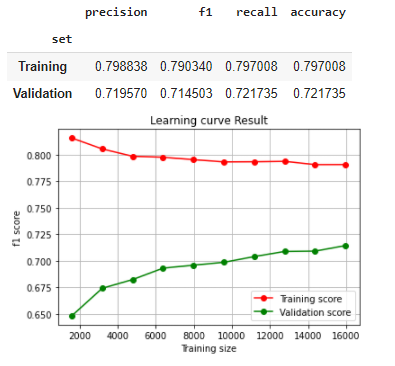 precision f1 recall accuracy
set
Training 0.798838 0.790340 0.797008 0.797008
Validation 0.719570 0.714503 0.721735 0.721735
Learning curve Result
0.800
0.775
0.750
0.725
0.700
0.675
0.650
f1 score
Training score
Validation score
2000 4000 6000 8000 10000 12000 14000 16000
Training size